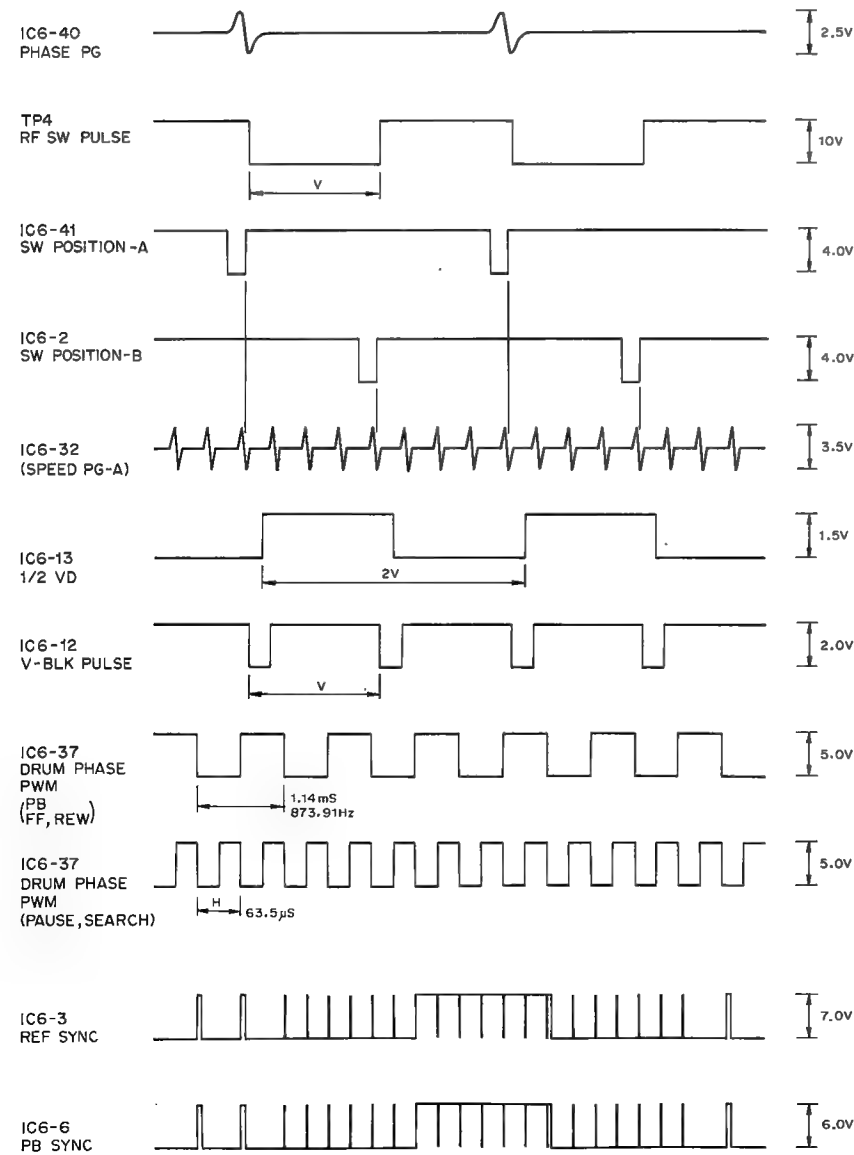 IC6-40
PHASE PG
2.5V
TP4
RF SW PULSE
10V
V
IC6-41
SW POSITION-A
4.0V
IC6-2
SW POSITION-B
4.0V
IC6-32
(SPEED PG-A)
3.5V
IC6-13
1/2 VD
1.5V
2V
IC6-12
V-BLK PULSE
2.0V
V
IC6-37
DRUM PHASE
PWM
(PB
FF, REW)
5.0V
1.14mS
873.91Hz
IC6-37
DRUM PHASE
PWM
(PAUSE, SEARCH)
5.0V
H
63.5µS
IC6-3
REF SYNC
7.0V
IC6-6
PB SYNC
6.0V